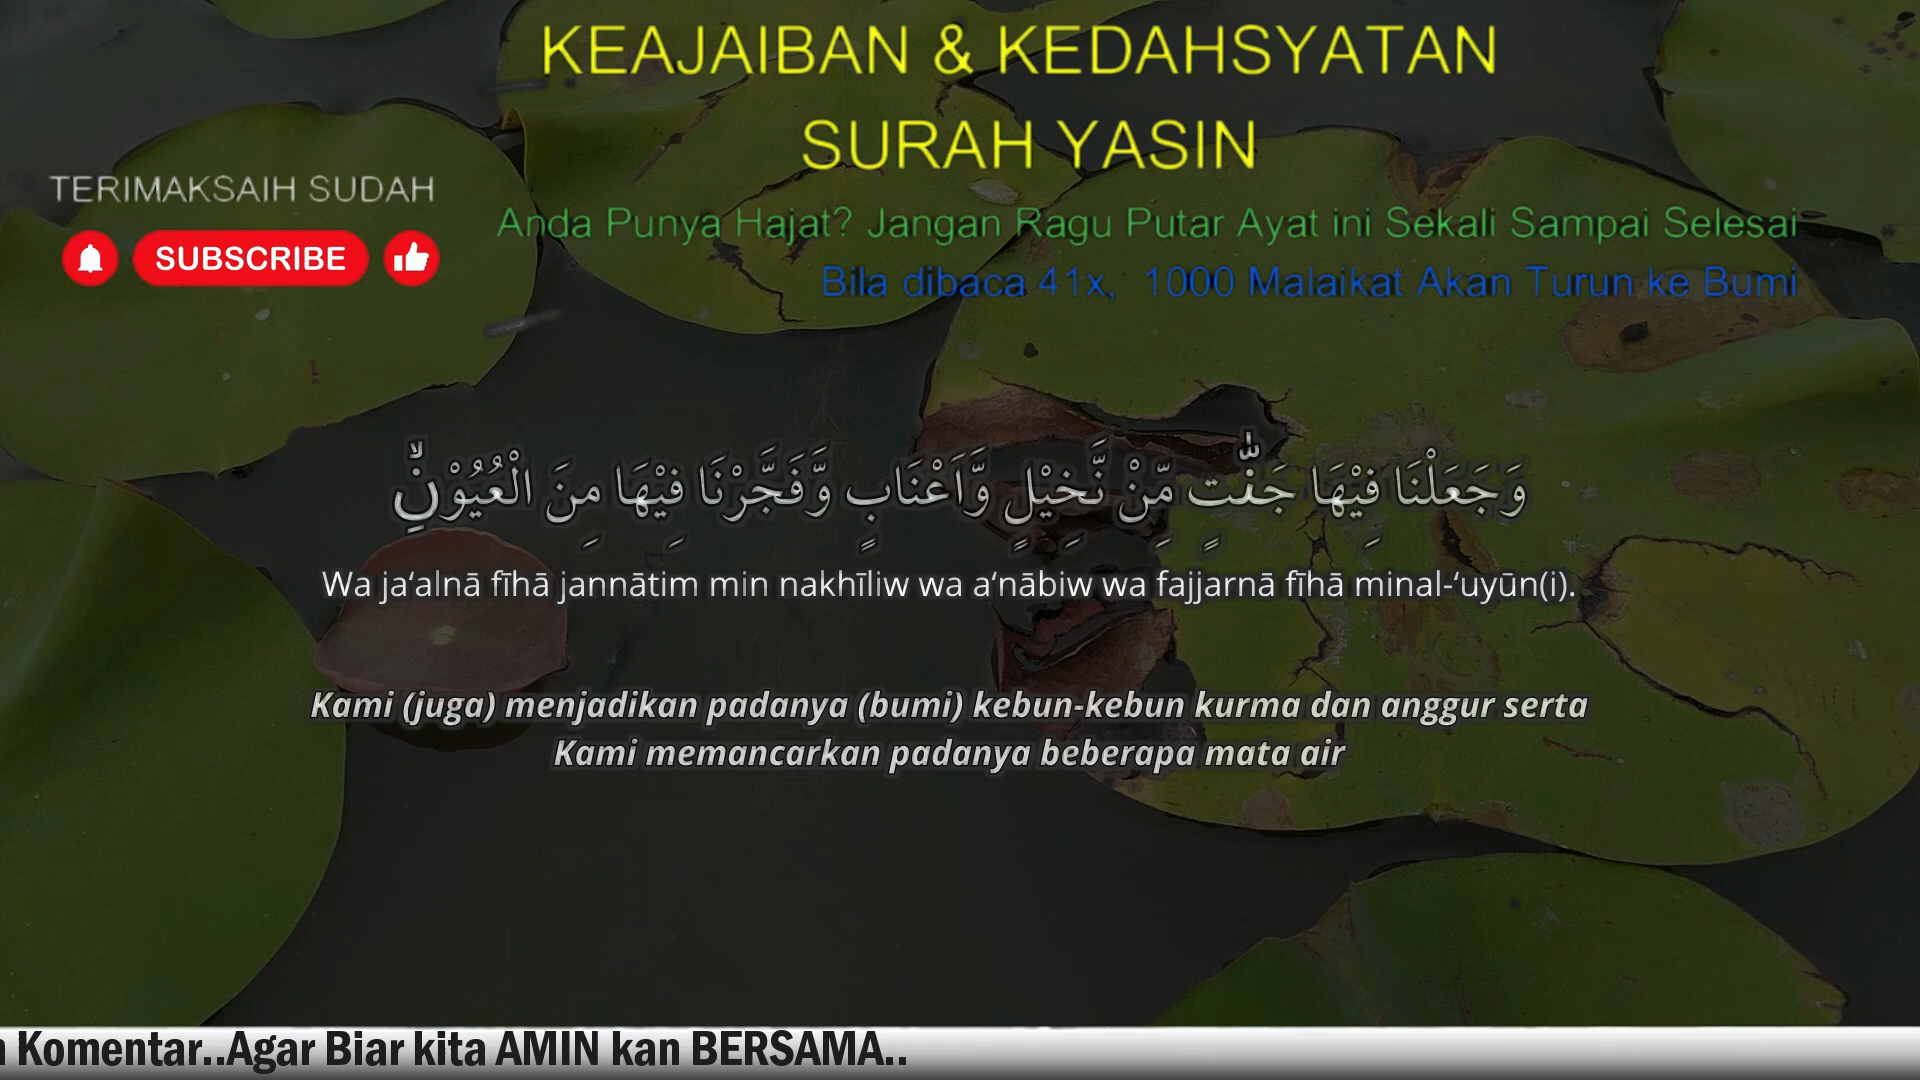 KEAJAIBAN & KEDAHSYATAN
SURAH YASIN
TERIMAKSAIH SUDAH
SUBSCRIBE
Anda Punya Hajat? Jangan Ragu Putar Ayat ini Sekali Sampai Selesai
Bila dibaca 41x, 1000 Malaikat Akan Turun ke Bumi
وَجَعَلْنَا فِيْهَا جَنّٰتٍ مِّنْ نَّخِيْلٍ وَّاَعْنَابٍ وَّفَجَّرْنَا فِيْهَا مِنَ الْعُيُوْنِۙ
Wa ja‘alnā fīhā jannātim min nakhīliw wa a‘nābiw wa fajjarnā fīhā minal-‘uyūn(i).
Kami (juga) menjadikan padanya (bumi) kebun-kebun kurma dan anggur serta
Kami memancarkan padanya beberapa mata air
Komentar..Agar Biar kita AMIN kan BERSAMA..